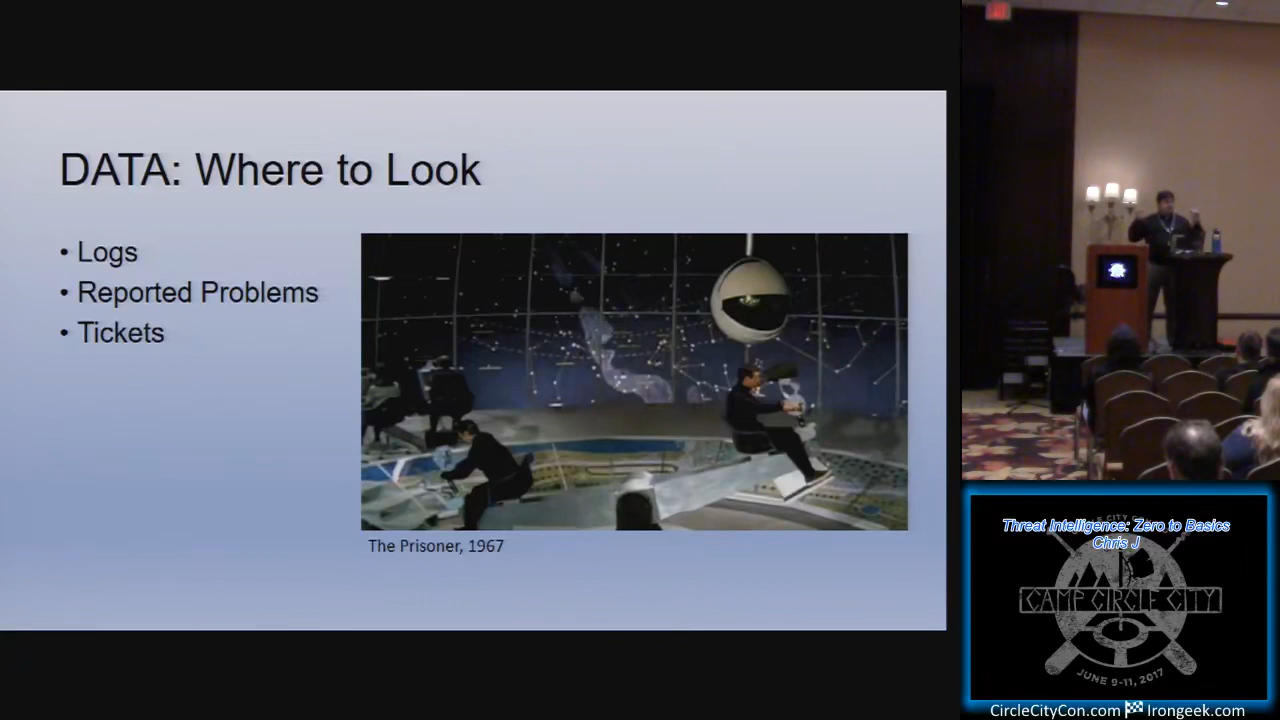 DATA: Where to Look
• Logs
• Reported Problems
• Tickets
The Prisoner, 1967
Threat Intelligence: Zero to Basics
Chris J
CAMP CIRCLE CITY
JUNE 9-11, 2017
CircleCityCon.com Irongeek.com